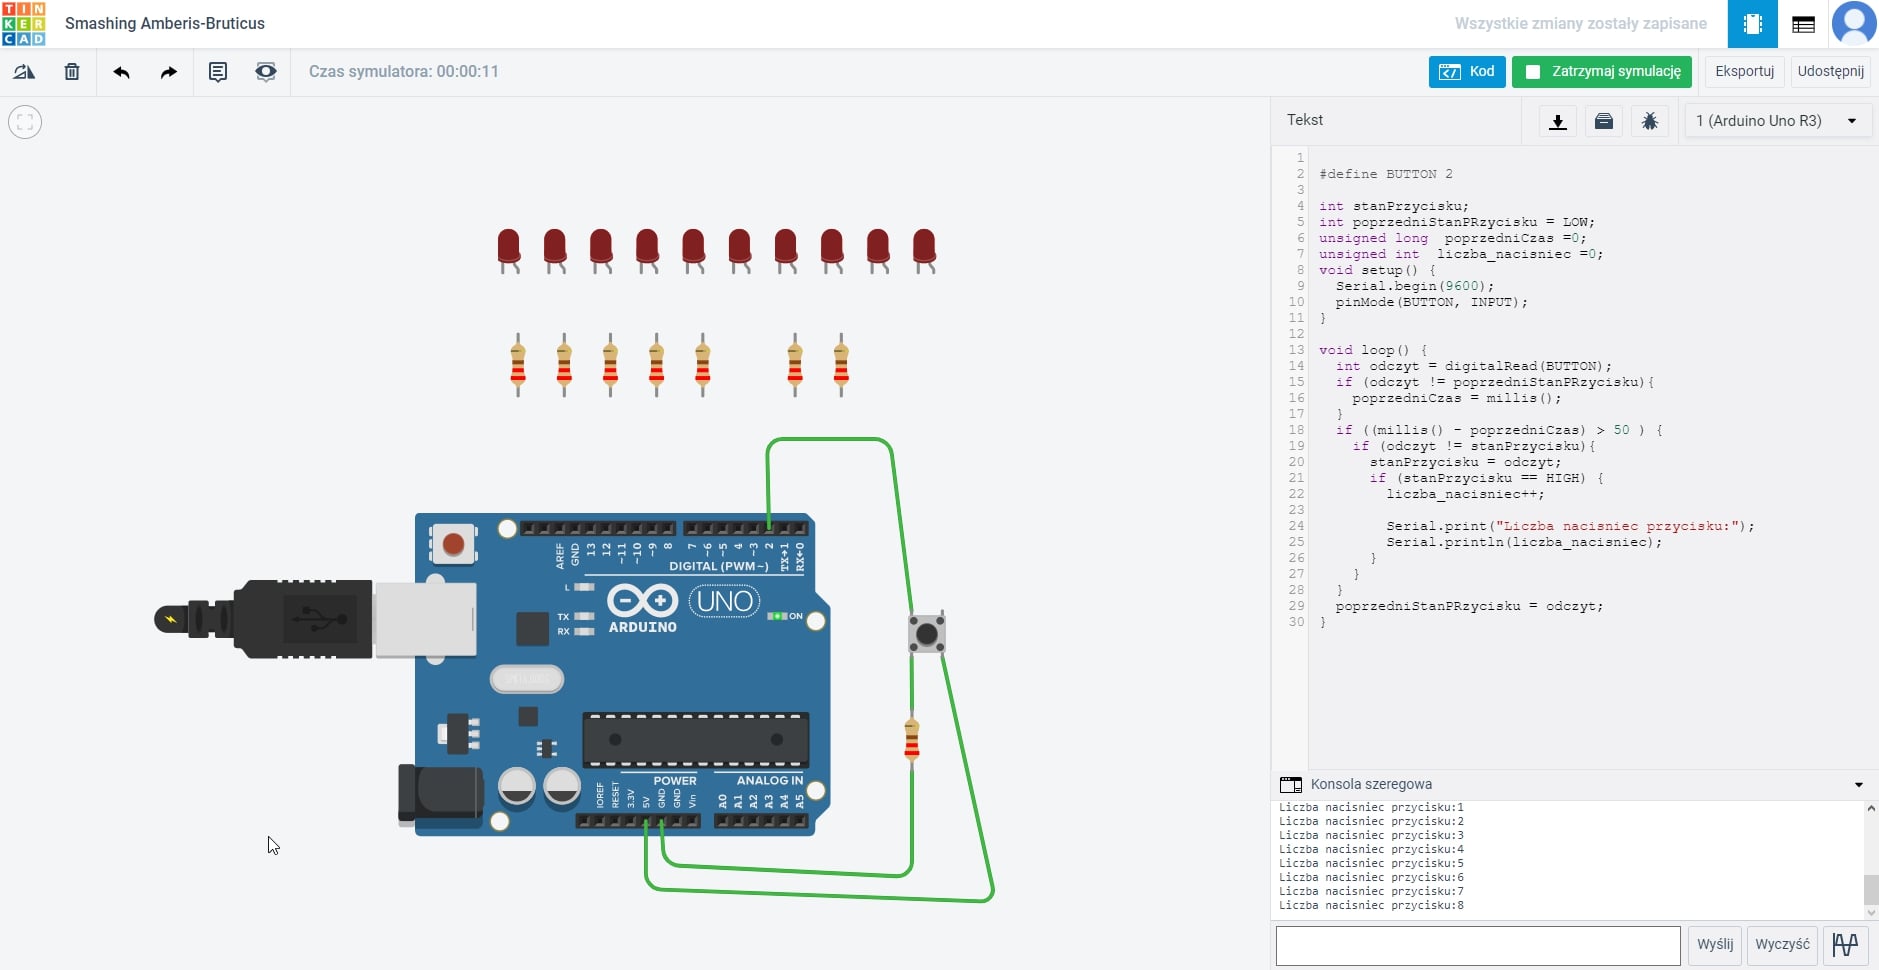 TIN
KER
CAD
Smashing Amberis-Bruticus
Wszystkie zmiany zostały zapisane
Czas symulatora: 00:00:11
Kod
Zatrzymaj symulację
Eksportuj
Udostępnij
Tekst
1 (Arduino Uno R3)
1
2 #define BUTTON 2
3
4 int stanPrzycisku;
5 int poprzedniStanPRzycisku = LOW;
6 unsigned long  poprzedniCzas =0;
7 unsigned int  liczba_nacisniec =0;
8 void setup() {
9   Serial.begin(9600);
10   pinMode(BUTTON, INPUT);
11 }
12
13 void loop() {
14   int odczyt = digitalRead(BUTTON);
15   if (odczyt != poprzedniStanPRzycisku){
16     poprzedniCzas = millis();
17   }
18   if ((millis() - poprzedniCzas) > 50 ) {
19     if (odczyt != stanPrzycisku){
20       stanPrzycisku = odczyt;
21       if (stanPrzycisku == HIGH) {
22         liczba_nacisniec++;
23
24         Serial.print("Liczba nacisniec przycisku:");
25         Serial.println(liczba_nacisniec);
26       }
27     }
28   }
29   poprzedniStanPRzycisku = odczyt;
30 }
AREF
GND
13
12
~11
~10
~9
8
7
~6
~5
4
~3
2
TX→1
RX←0
DIGITAL (PWM~)
L
TX
RX
ARDUINO
UNO
ON
POWER
ANALOG IN
IOREF
RESET
3.3V
5V
GND
GND
Vin
A0
A1
A2
A3
A4
A5
Konsola szeregowa
Liczba nacisniec przycisku:1
Liczba nacisniec przycisku:2
Liczba nacisniec przycisku:3
Liczba nacisniec przycisku:4
Liczba nacisniec przycisku:5
Liczba nacisniec przycisku:6
Liczba nacisniec przycisku:7
Liczba nacisniec przycisku:8
Wyślij
Wyczyść